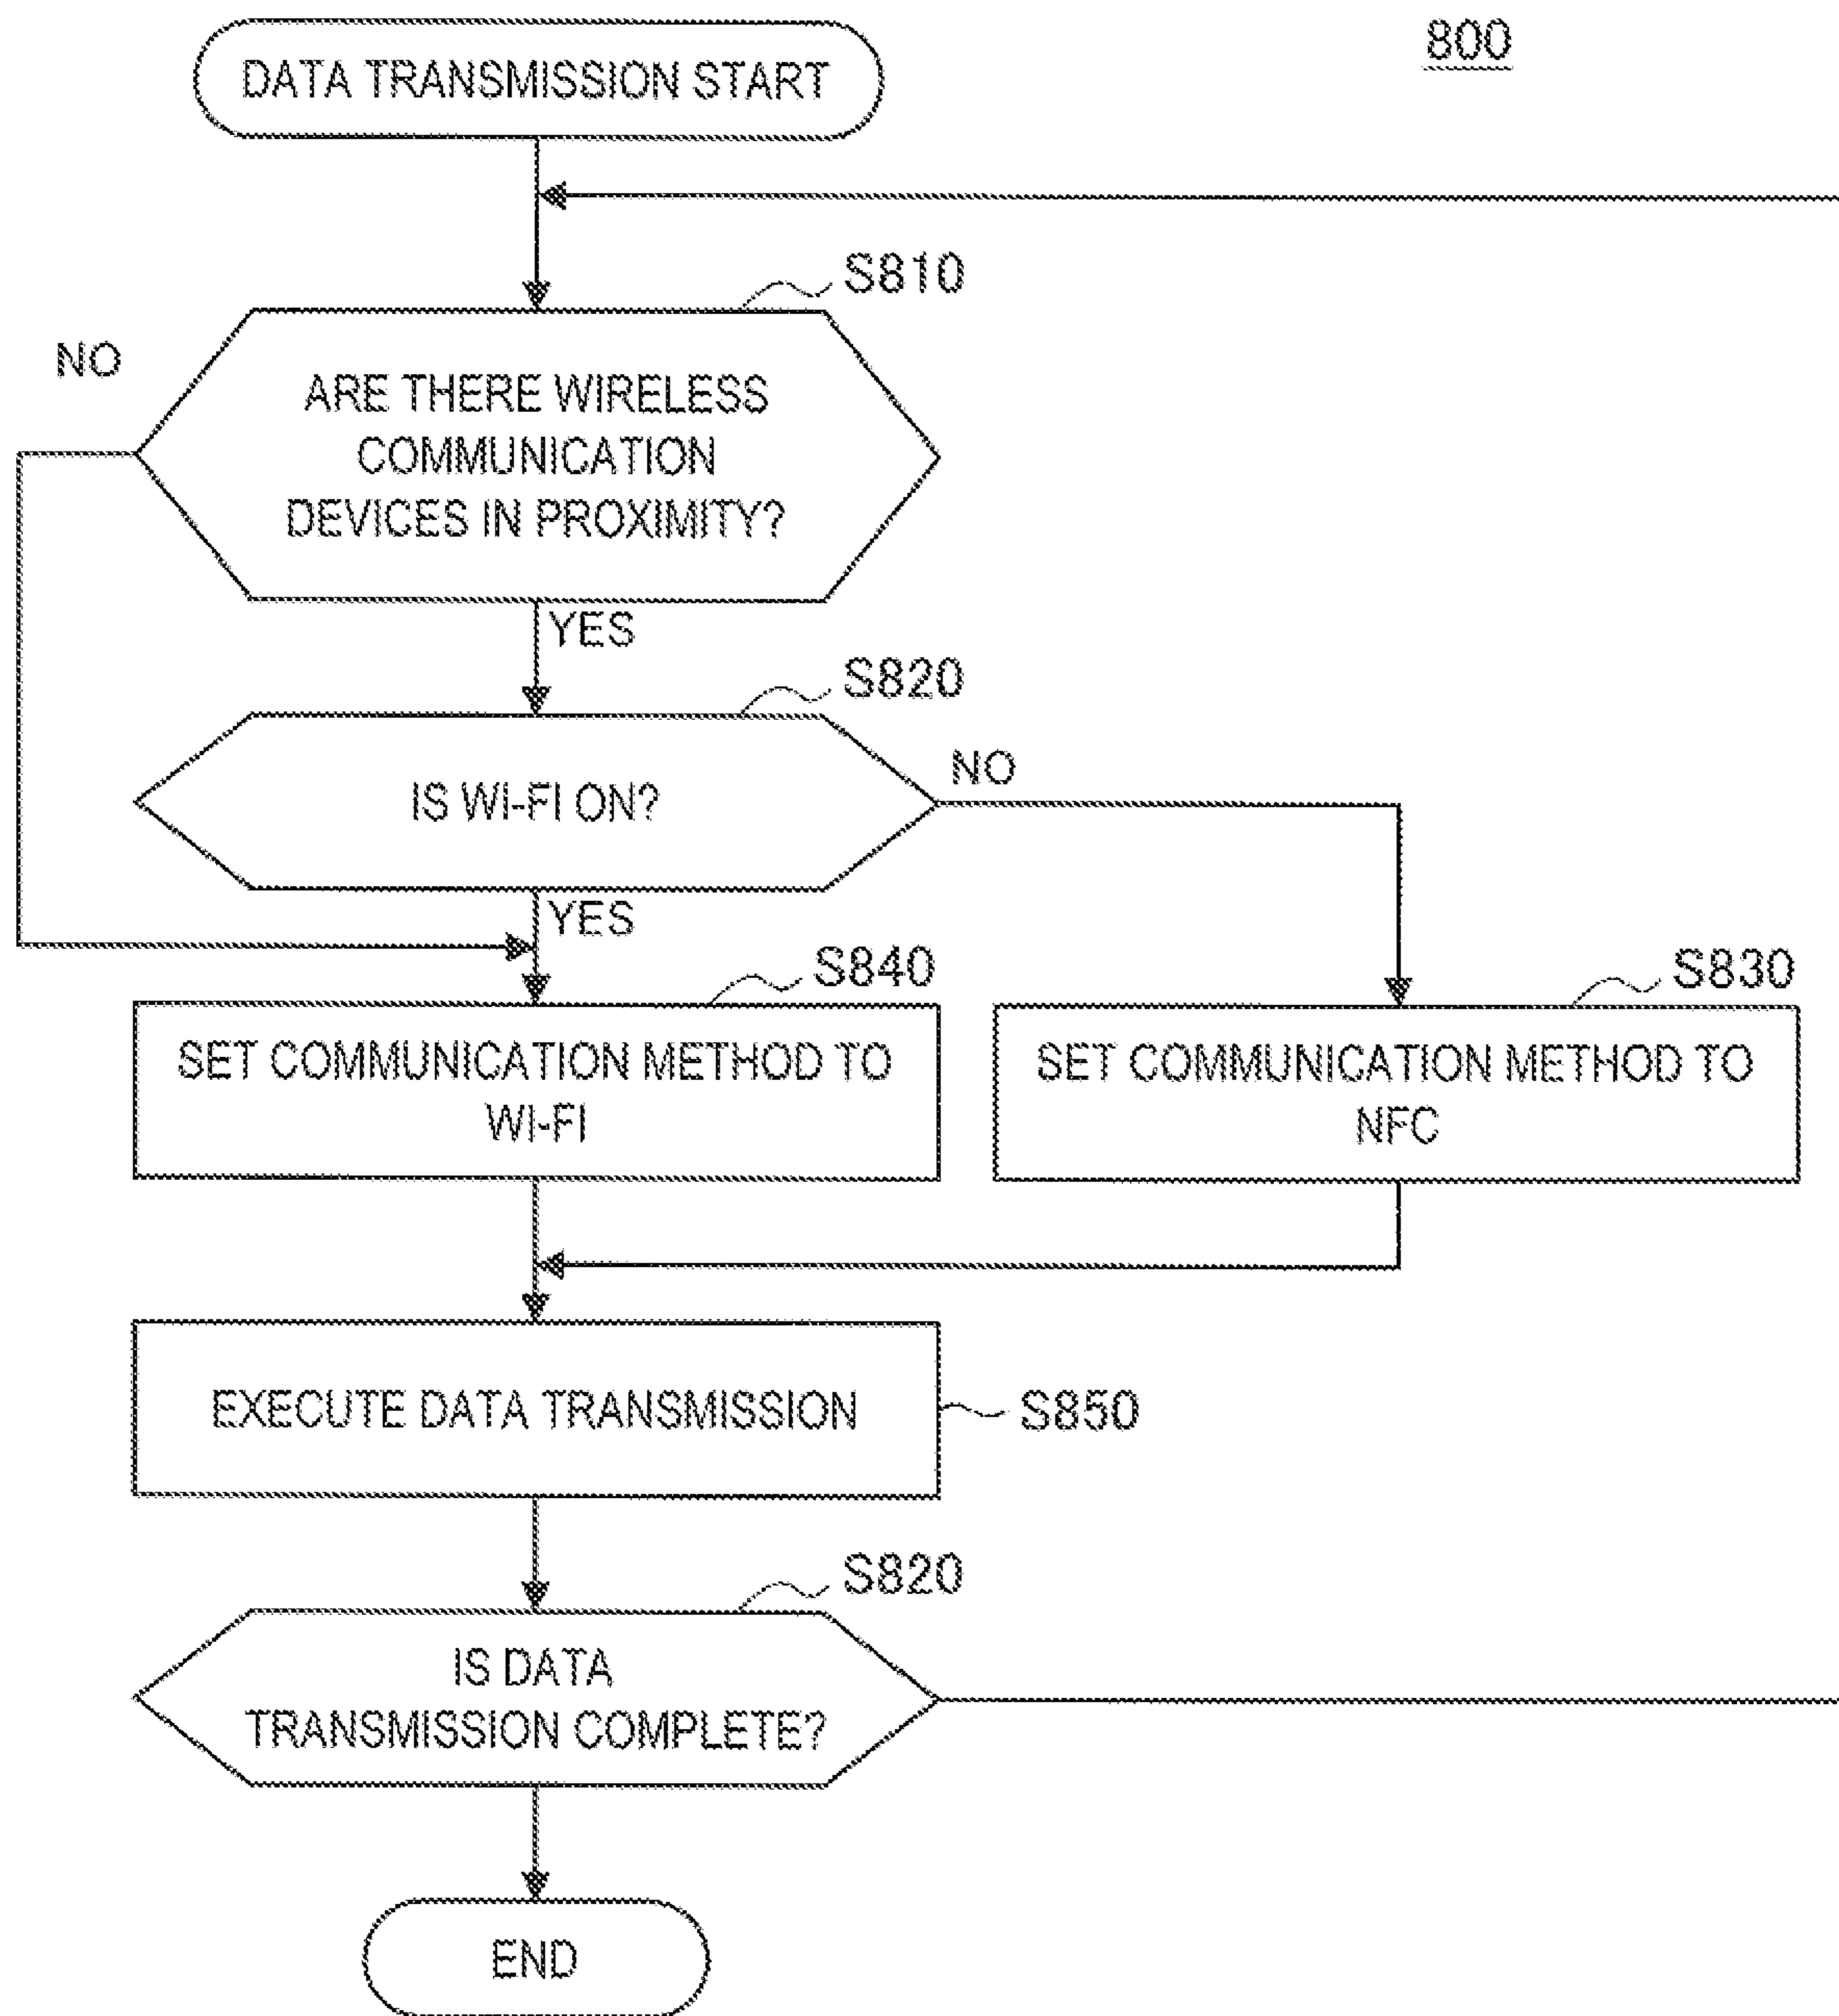 800
DATA TRANSMISSION START
S810
NO
ARE THERE WIRELESS
COMMUNICATION
DEVICES IN PROXIMITY?
YES
S820
NO
IS WI-FI ON?
YES
S840
S830
SET COMMUNICATION METHOD TO
WI-FI
SET COMMUNICATION METHOD TO
NFC
EXECUTE DATA TRANSMISSION
S850
S820
IS DATA
TRANSMISSION COMPLETE?
END